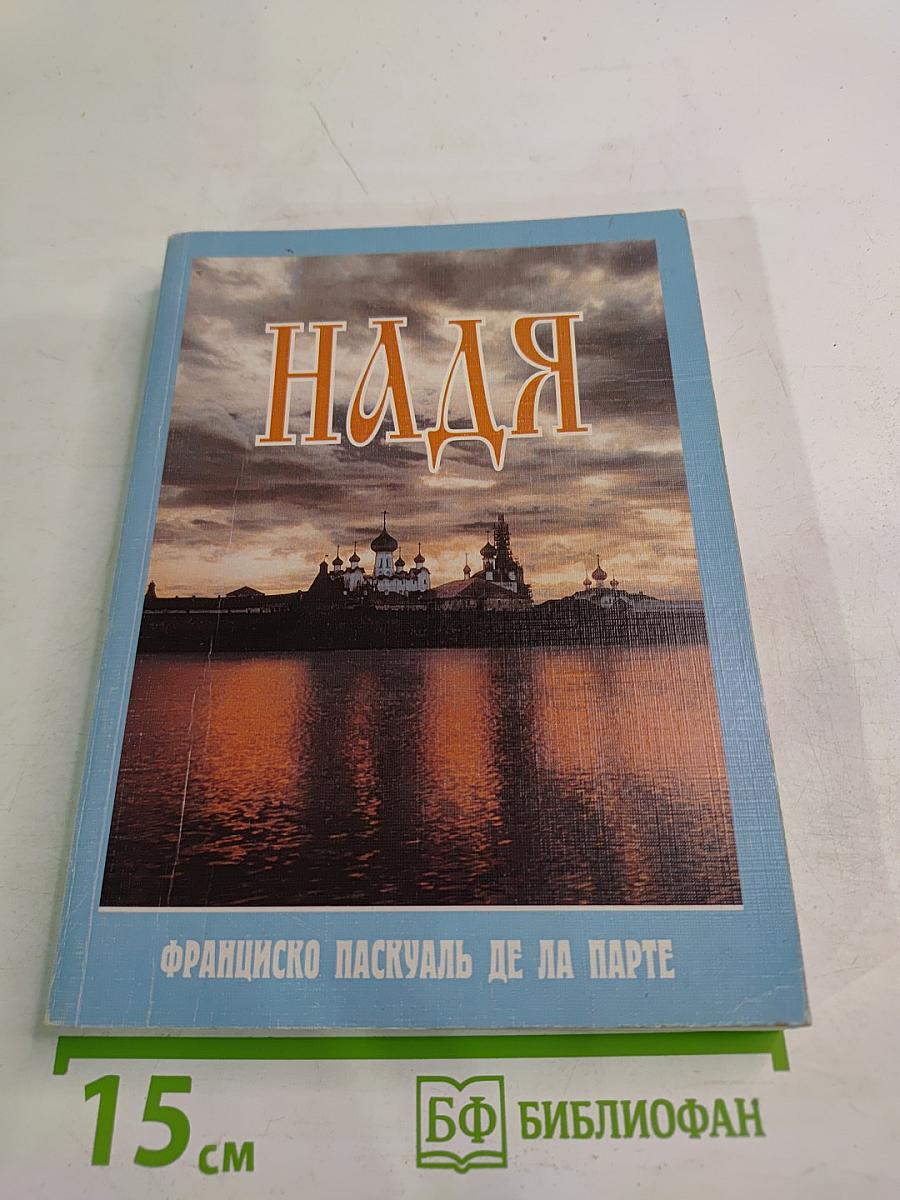 НАДЯ
ФРАНЦИСКО ПАСКУАЛЬ ДЕ ЛА ПАРТЕ
15 см
БФ БИБЛИОФАН